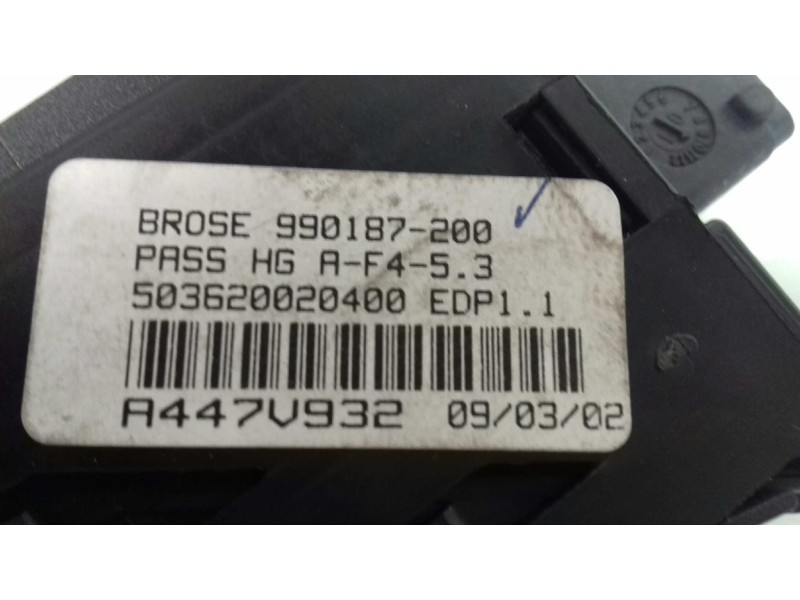 BROSE 990187-200
PASS HG A-F4-5.3
503620020400 EDP1.1
A447V932 09/03/02